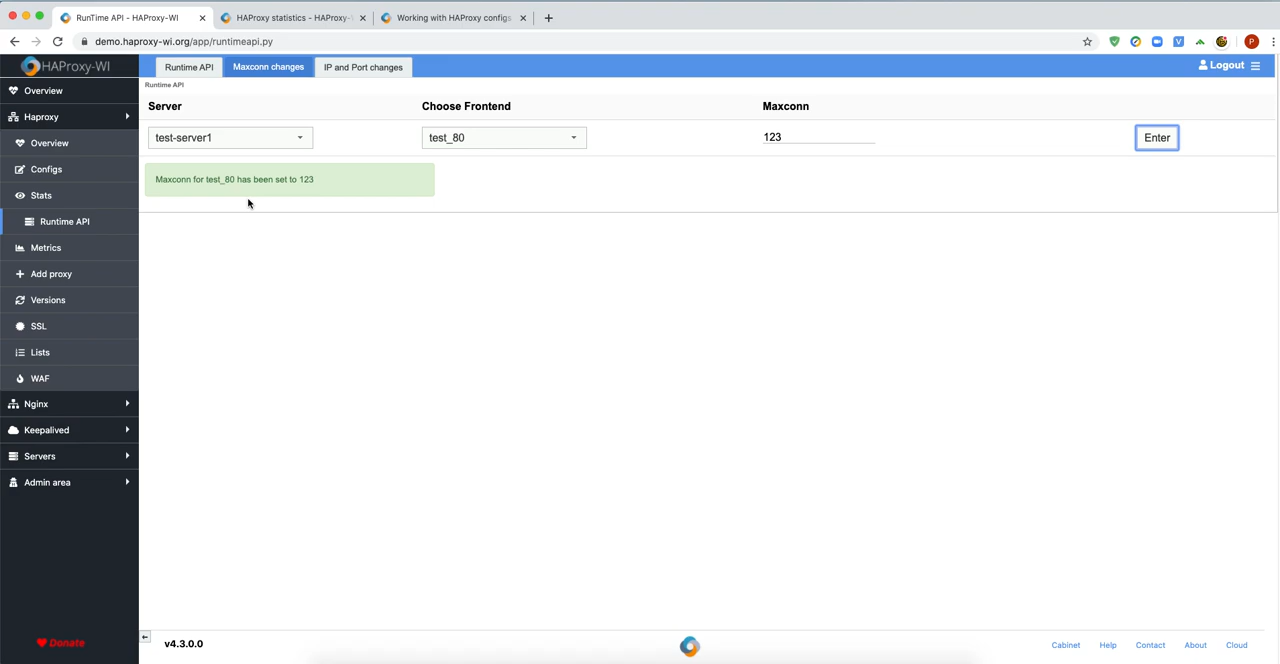 RunTime API - HAProxy-WI
HAProxy statistics - HAProxy-
Working with HAProxy configs
demo.haproxy-wi.org/app/runtimeapi.py
P
HAProxy-WI
Runtime API
Maxconn changes
IP and Port changes
Logout
Overview
Haproxy
Overview
Configs
Stats
Runtime API
Metrics
Add proxy
Versions
SSL
Lists
WAF
Nginx
Keepalived
Servers
Admin area
Donate
Runtime API
Server
Choose Frontend
Maxconn
test-server1
test_80
123
Enter
Maxconn for test_80 has been set to 123
v4.3.0.0
Cabinet
Help
Contact
About
Cloud